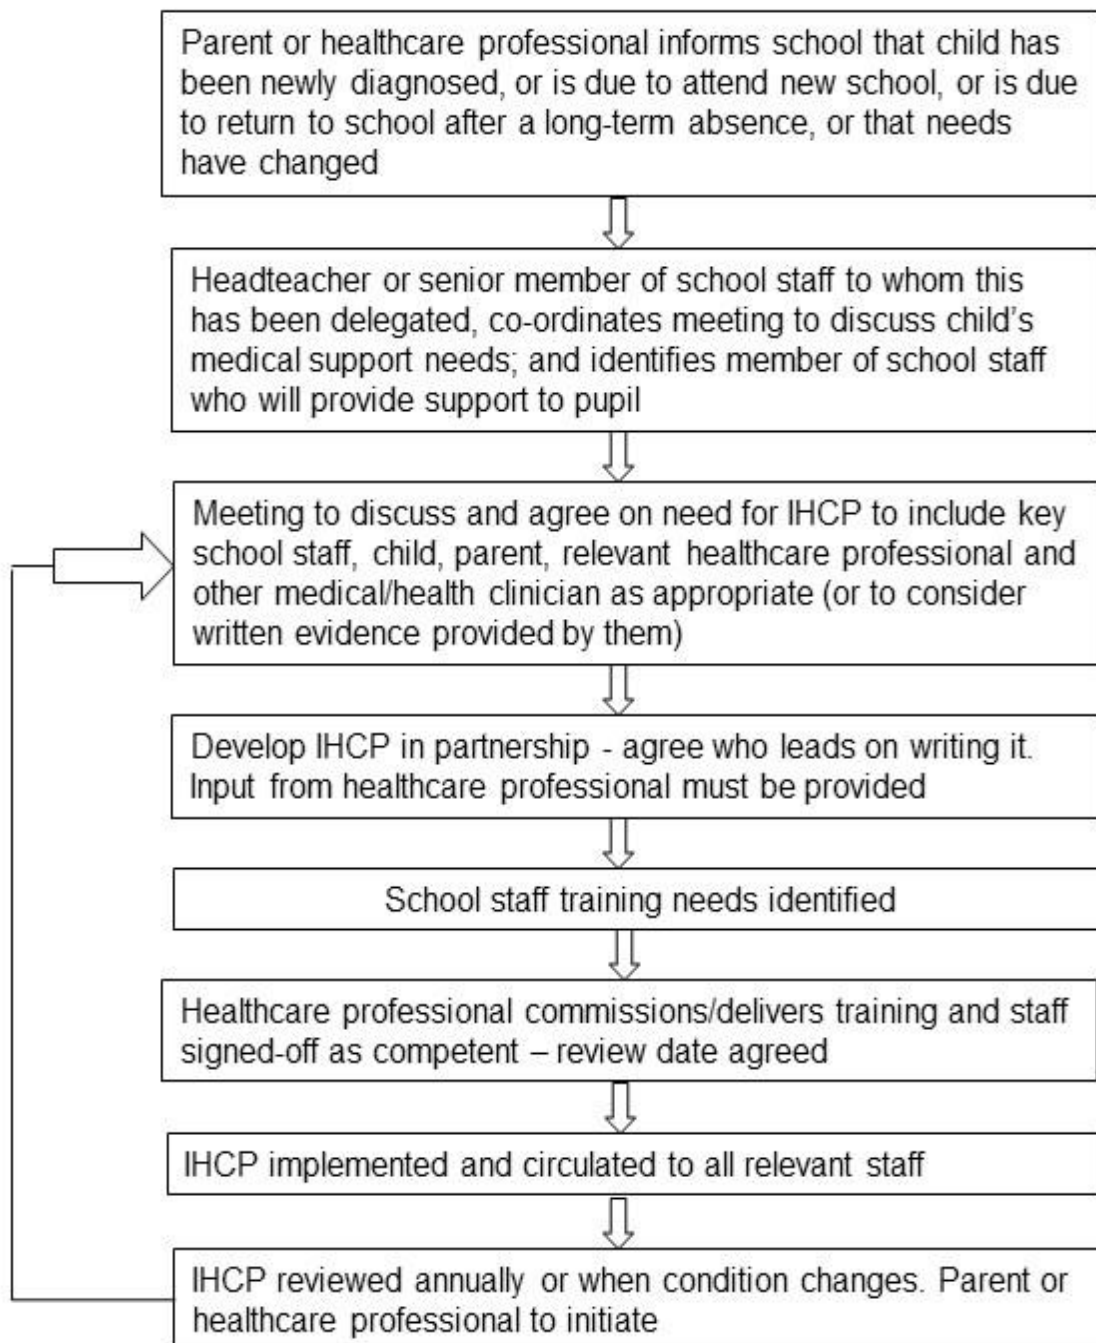 Parent or healthcare professional informs school that child has
been newly diagnosed, or is due to attend new school, or is due
to return to school after a long-term absence, or that needs
have changed
Headteacher or senior member of school staff to whom this
has been delegated, co-ordinates meeting to discuss child’s
medical support needs; and identifies member of school staff
who will provide support to pupil
Meeting to discuss and agree on need for IHCP to include key
school staff, child, parent, relevant healthcare professional and
other medical/health clinician as appropriate (or to consider
written evidence provided by them)
Develop IHCP in partnership - agree who leads on writing it.
Input from healthcare professional must be provided
School staff training needs identified
Healthcare professional commissions/delivers training and staff
signed-off as competent – review date agreed
IHCP implemented and circulated to all relevant staff
IHCP reviewed annually or when condition changes. Parent or
healthcare professional to initiate